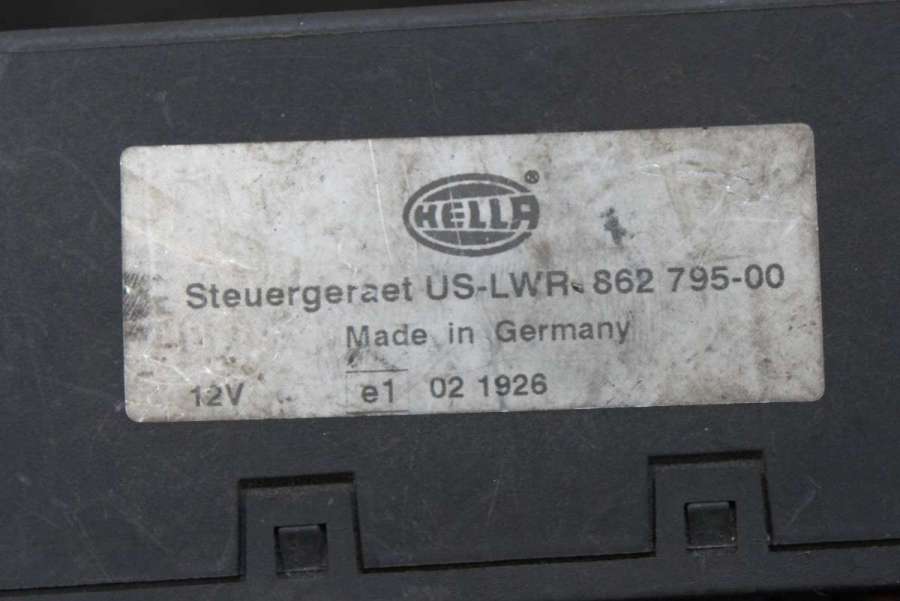 HELLA®
Steuergeraet US-LWR 862 795-00
Made in Germany
12V e1 02 1926